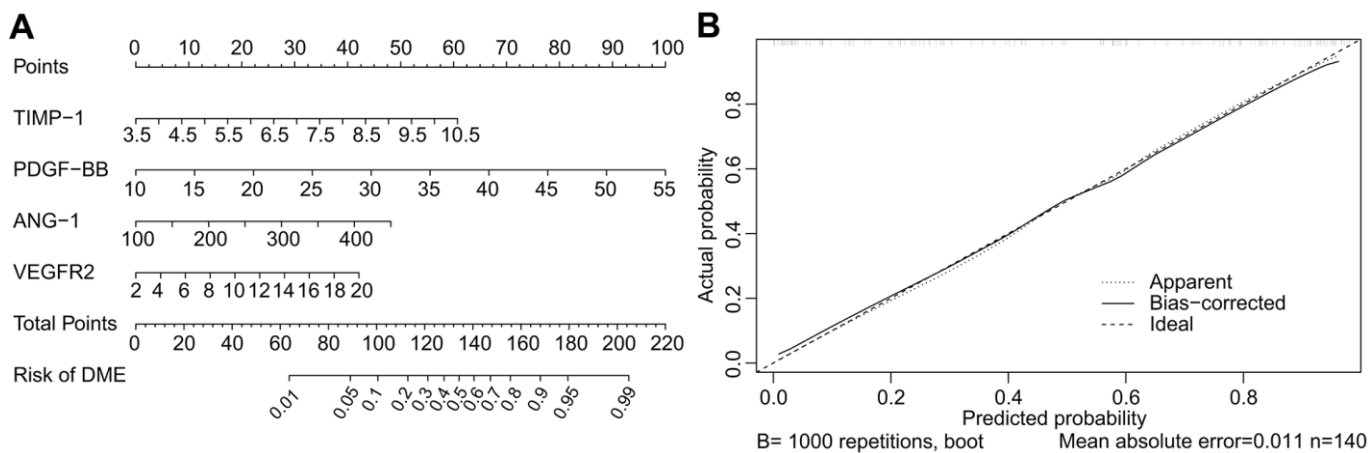 A
0 10 20 30 40 50 60 70 80 90 100
Points
TIMP-1
3.5 4.5 5.5 6.5 7.5 8.5 9.5 10.5
PDGF-BB
10 15 20 25 30 35 40 45 50 55
ANG-1
100 200 300 400
VEGFR2
2 4 6 8 10 12 14 16 18 20
Total Points
0 20 40 60 80 100 120 140 160 180 200 220
Risk of DME
0.01 0.05 0.1 0.2 0.3 0.4 0.5 0.6 0.7 0.8 0.9 0.95 0.99
B
Actual probability
0.0 0.2 0.4 0.6 0.8
Apparent
Bias-corrected
Ideal
0.0 0.2 0.4 0.6 0.8
Predicted probability
B= 1000 repetitions, boot Mean absolute error=0.011 n=140